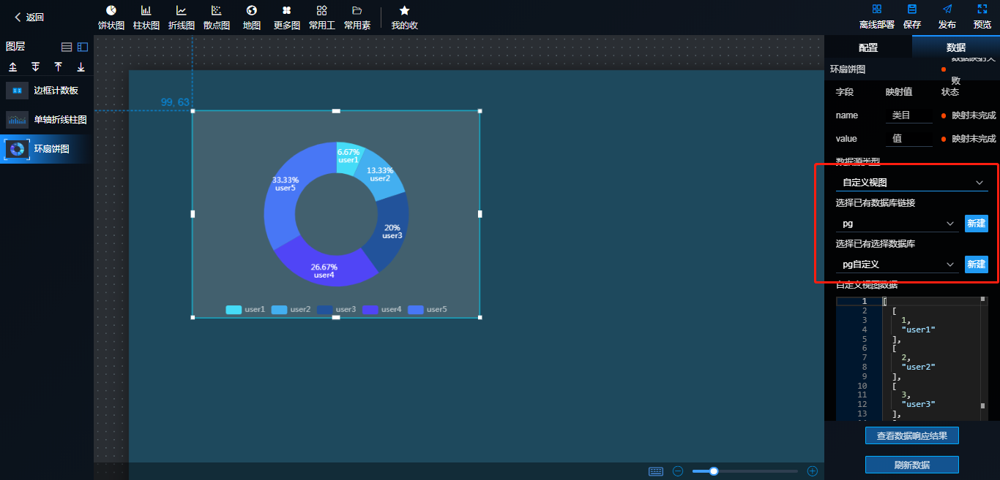 返回
饼状图 柱状图 折线图 散点图 地图 更多图 常用工 常用素 我的收
离线部署 保存 发布 预览
图层
边框计数板
单轴折线柱图
环扇饼图
99, 63
6.67%
user1
13.33%
user2
33.33%
user5
20%
user3
26.67%
user4
user1 user2 user3 user4 user5
配置 数据
环扇饼图
数据映射失
败
字段 映射值 状态
name 类目 映射未完成
value 值 映射未完成
数据源类型
自定义视图
选择已有数据库链接
pg 新建
选择已有选择数据库
pg自定义 新建
自定义视图数据
1 [
2 [
3 1,
4 "user1"
5 ],
6 [
7 2,
8 "user2"
9 ],
10 [
11 3,
12 "user3"
13 ],
查看数据响应结果
刷新数据